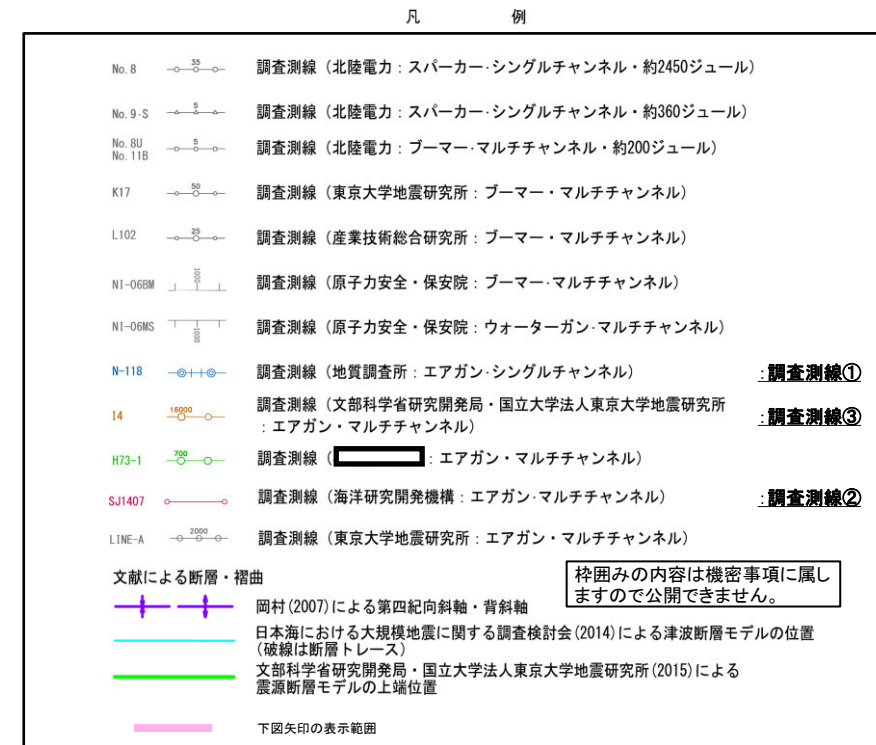 凡 例
No. 8 35 調査測線（北陸電力：スパーカー・シングルチャンネル・約2450ジュール）
No. 9-S 5 調査測線（北陸電力：スパーカー・シングルチャンネル・約360ジュール）
No. 8U
No. 11B 5 調査測線（北陸電力：ブーマー・マルチチャンネル・約200ジュール）
K17 50 調査測線（東京大学地震研究所：ブーマー・マルチチャンネル）
L102 25 調査測線（産業技術総合研究所：ブーマー・マルチチャンネル）
NI-06BM 1000 調査測線（原子力安全・保安院：ブーマー・マルチチャンネル）
NI-06MS 1000 調査測線（原子力安全・保安院：ウォーターガン・マルチチャンネル）
N-118 調査測線（地質調査所：エアガン・シングルチャンネル） :調査測線①
I4 16000 調査測線（文部科学省研究開発局・国立大学法人東京大学地震研究所
：エアガン・マルチチャンネル） :調査測線③
H73-1 700 調査測線（ ：エアガン・マルチチャンネル）
SJ1407 調査測線（海洋研究開発機構：エアガン・マルチチャンネル） :調査測線②
LINE-A 2000 調査測線（東京大学地震研究所：エアガン・マルチチャンネル）
文献による断層・褶曲
枠囲みの内容は機密事項に属し
ますので公開できません。
岡村(2007)による第四紀向斜軸・背斜軸
日本海における大規模地震に関する調査検討会(2014)による津波断層モデルの位置
(破線は断層トレース)
文部科学省研究開発局・国立大学法人東京大学地震研究所(2015)による
震源断層モデルの上端位置
下図矢印の表示範囲